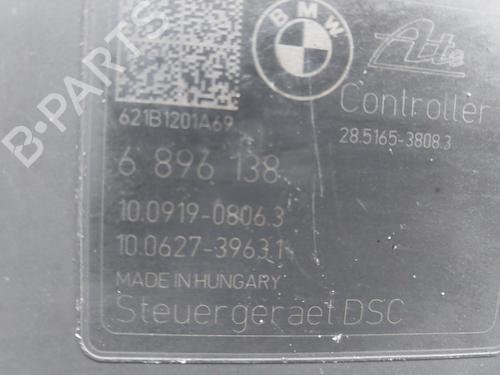 BMW
Ate
Controller
28.5165-3808.3
621B1201A69
6 896 138
10.0919-0806.3
10.0627-3963.1
MADE IN HUNGARY
Steuergeraet DSC
B-PARTS